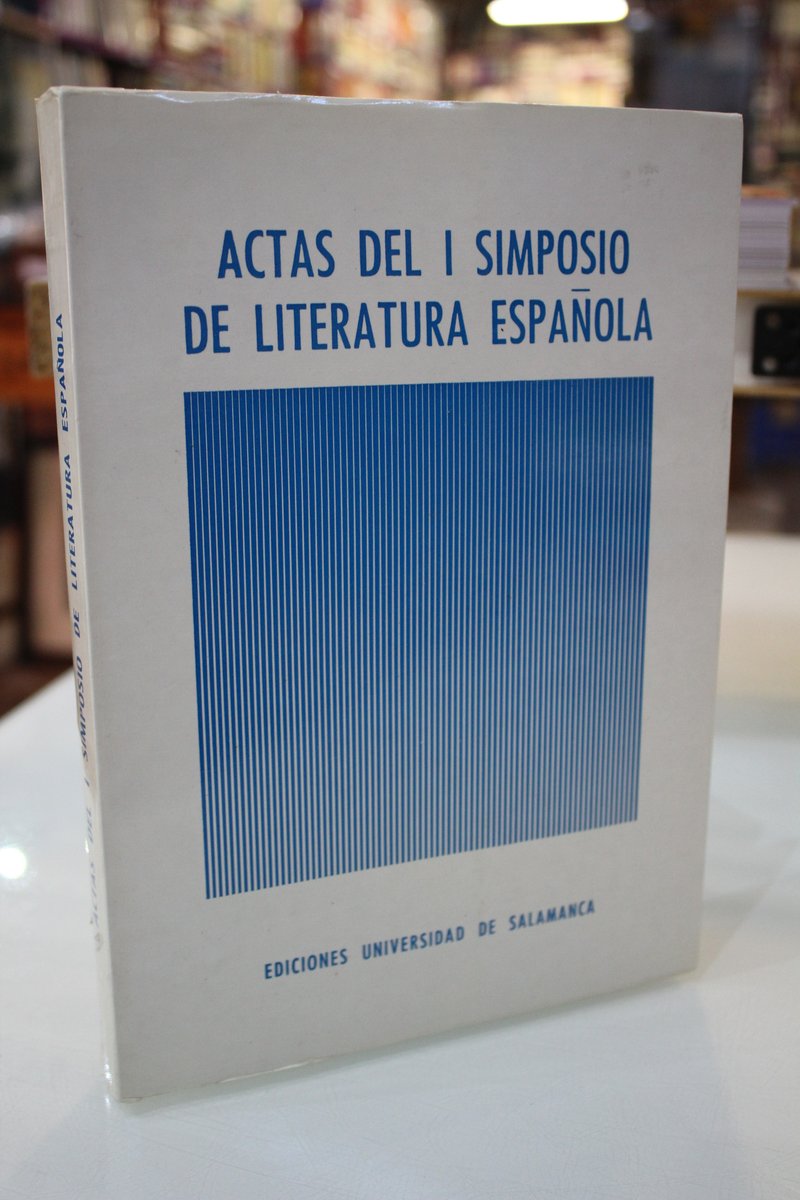 ACTAS DEL I SIMPOSIO
DE LITERATURA ESPAÑOLA
EDICIONES UNIVERSIDAD DE SALAMANCA
ACTAS DEL I SIMPOSIO DE LITERATURA ESPAÑOLA